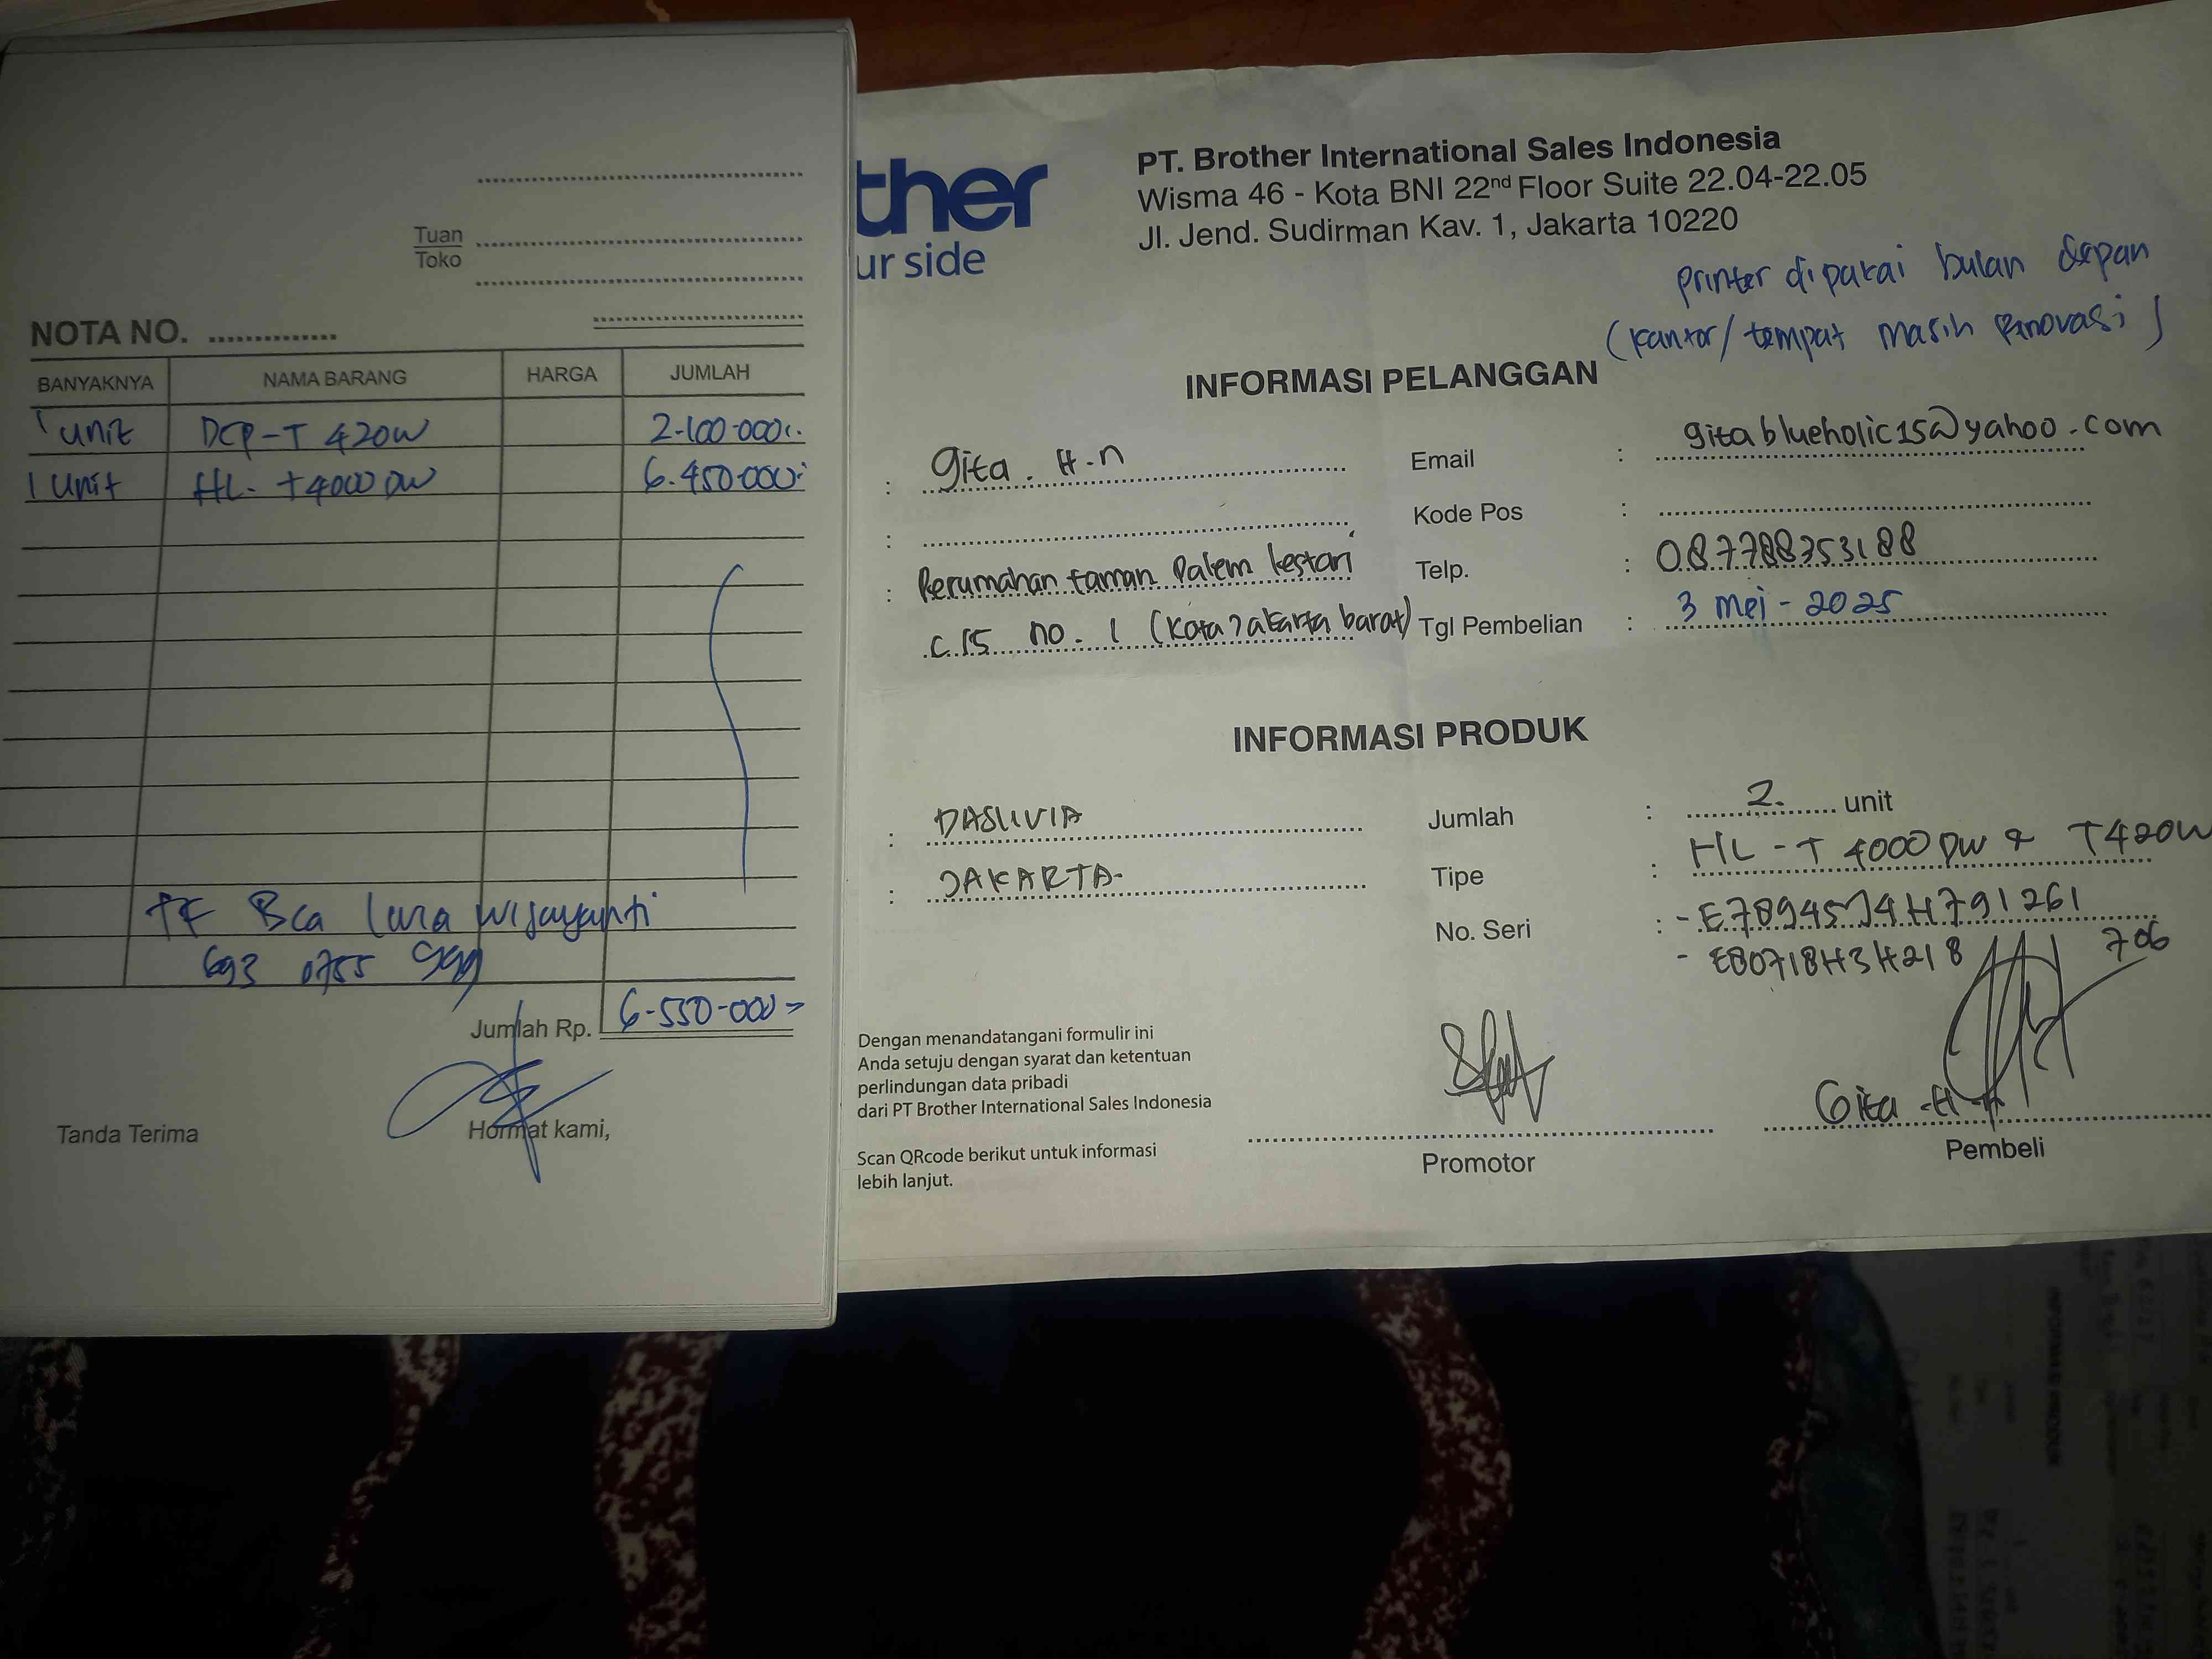 Tuan
Toko
NOTA NO. ..............
BANYAKNYA NAMA BARANG HARGA JUMLAH
1 unit DCP-T 420W 2.100.000,-
1 unit HL-T4000 DW 6.450.000,-
TF Bca Lura wijayanti
693 0755 999
Jumlah Rp. 6.550.000,-
Tanda Terima Hormat kami,
ther
ur side
PT. Brother International Sales Indonesia
Wisma 46 - Kota BNI 22nd Floor Suite 22.04-22.05
Jl. Jend. Sudirman Kav. 1, Jakarta 10220
printer dipakai bulan depan
(kantor/tempat masih renovasi)
INFORMASI PELANGGAN
: Gita. H.n Email : gitablueholic15@yahoo.com
: Kode Pos :
: Perumahan taman Palem lestari Telp. : 087788353188
C15 no. 1 (Kota Jakarta barat) Tgl Pembelian : 3 mei - 2025
INFORMASI PRODUK
: DASUVIA Jumlah : 2 unit
: JAKARTA- Tipe : HL - T 4000 DW & T420W
No. Seri : - E78945J4H791261
- E80718H3H218706
Dengan menandatangani formulir ini
Anda setuju dengan syarat dan ketentuan
perlindungan data pribadi
dari PT Brother International Sales Indonesia
Scan QRcode berikut untuk informasi
lebih lanjut.
Gita .H.
Promotor Pembeli